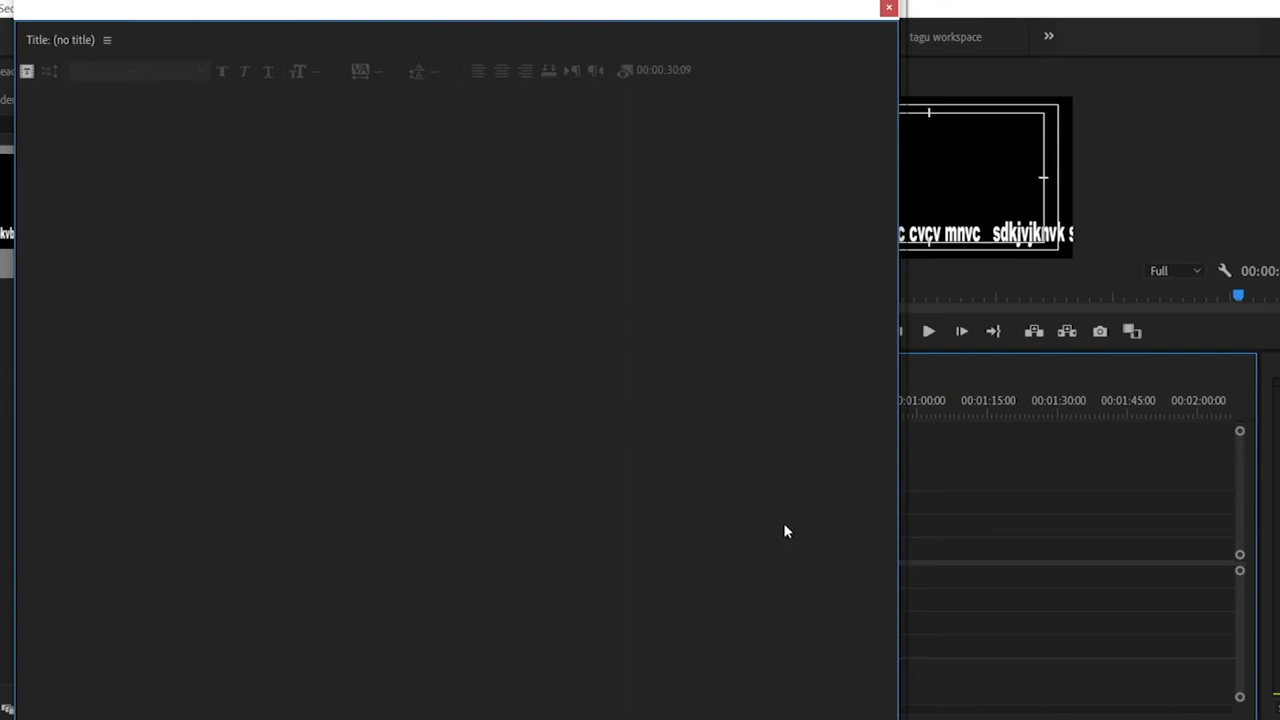 Title: (no title)
tagu workspace
00:00:30:09
c cvcv mnvc sdkjvjknvk s
Full
00:00:
0:01:00:00 00:01:15:00 00:01:30:00 00:01:45:00 00:02:00:00